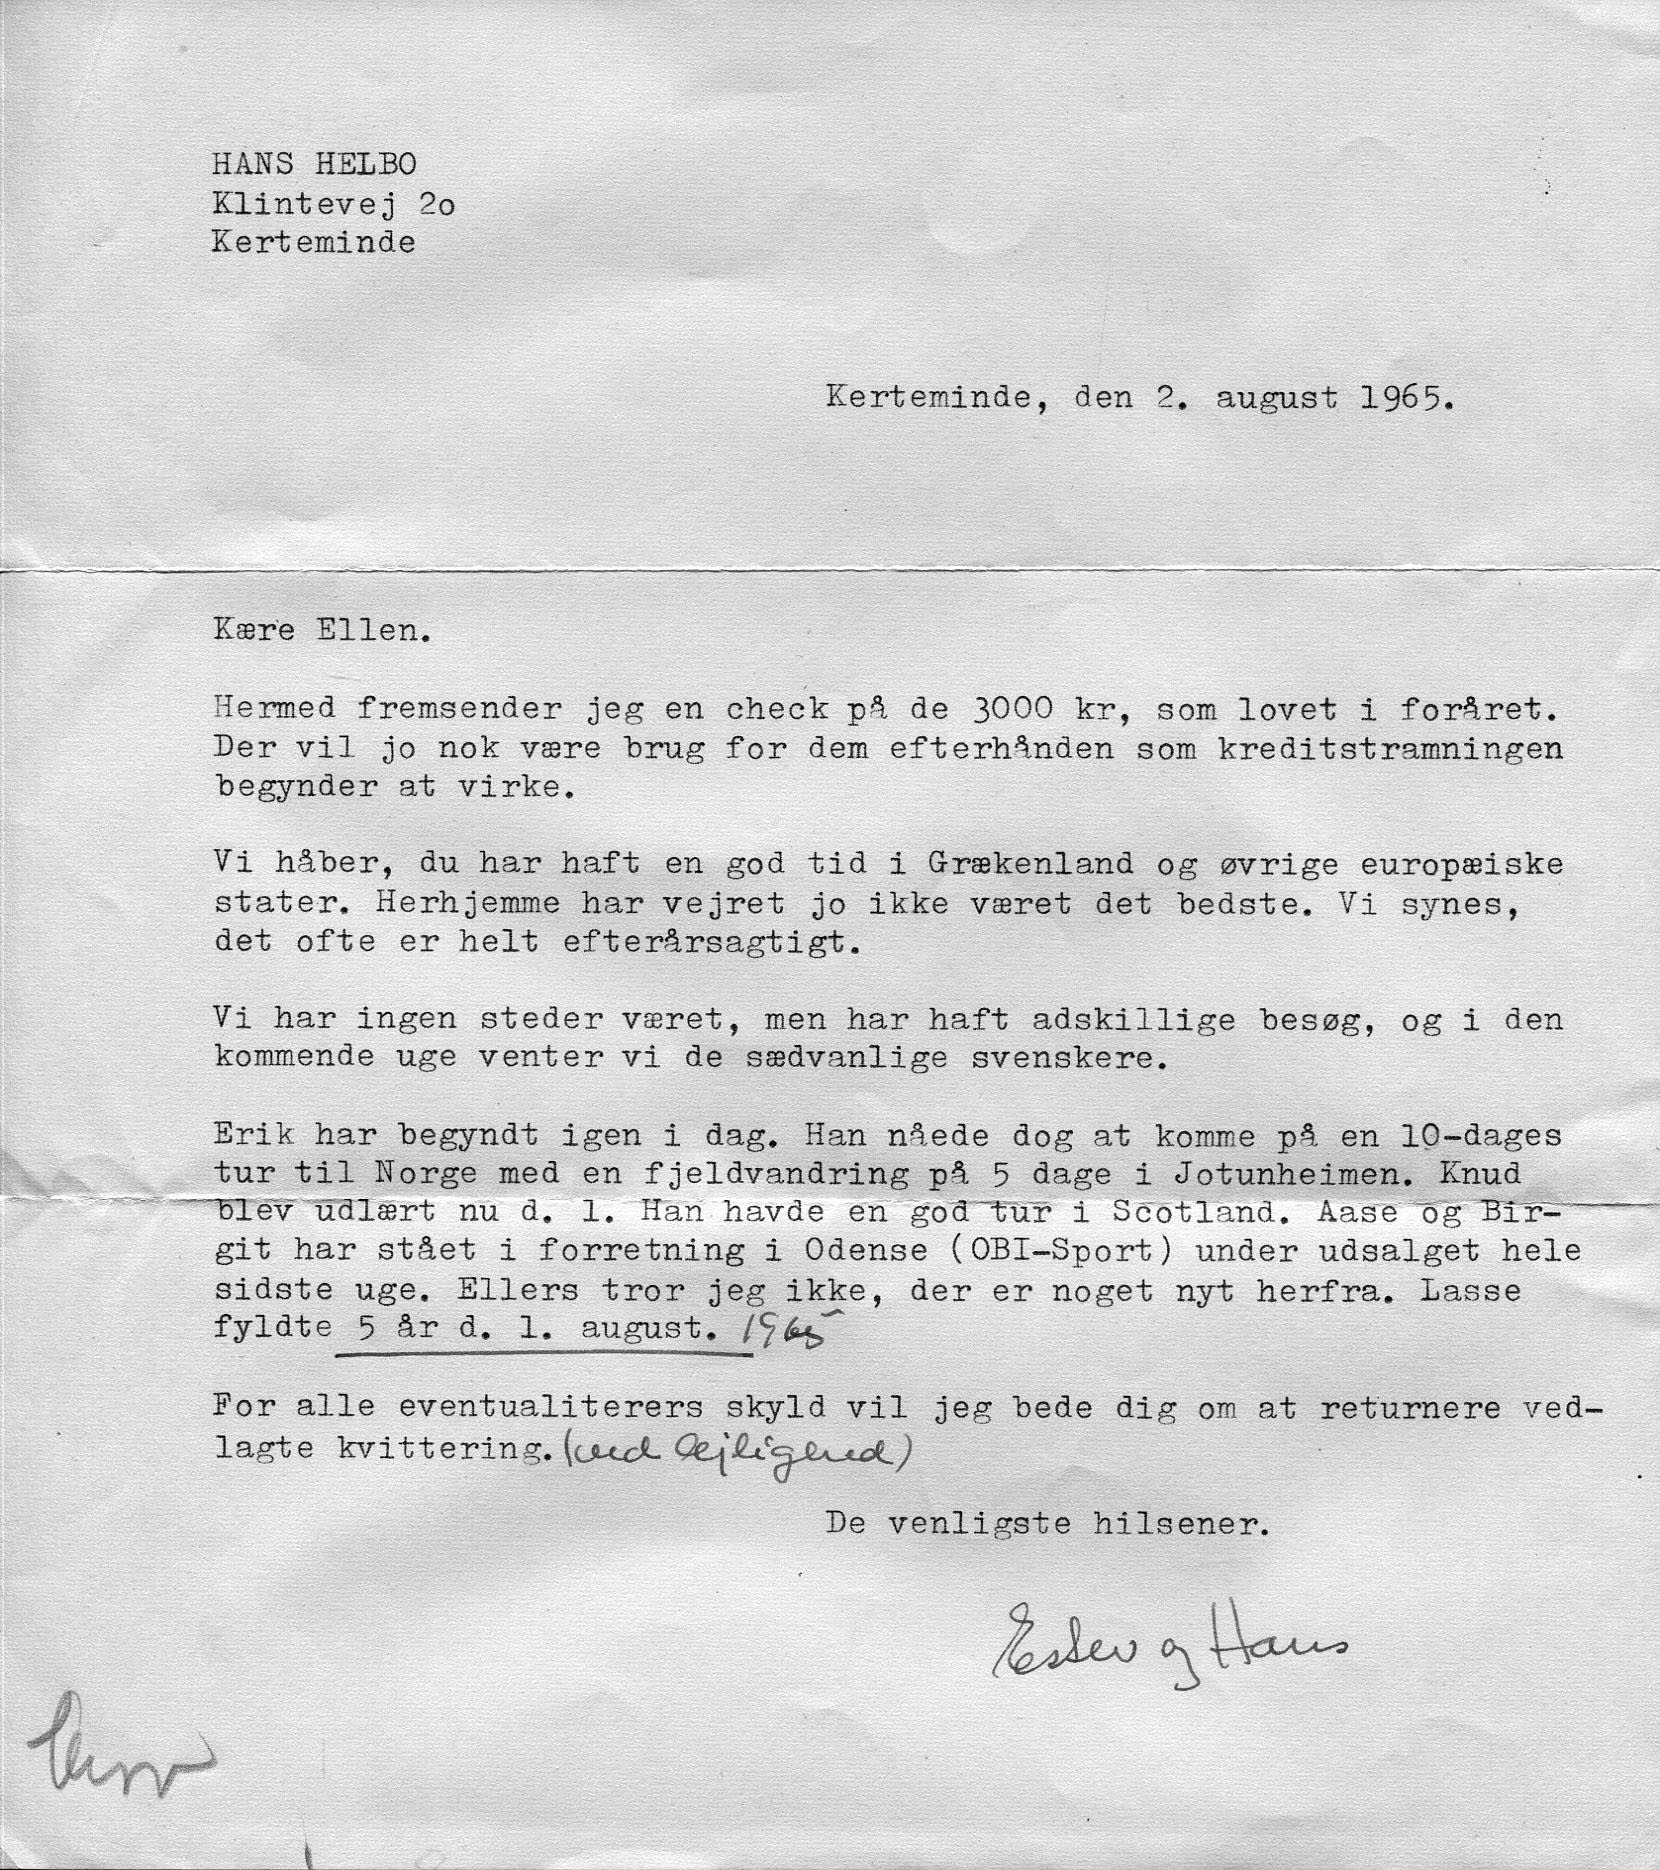 HANS HELBO
Klintevej 2o
Kerteminde
Kerteminde, den 2. august 1965.
Kære Ellen.
Hermed fremsender jeg en check på de 3000 kr, som lovet i foråret.
Der vil jo nok være brug for dem efterhånden som kreditstramningen
begynder at virke.
Vi håber, du har haft en god tid i Grækenland og øvrige europæiske
stater. Herhjemme har vejret jo ikke været det bedste. Vi synes,
det ofte er helt efterårsagtigt.
Vi har ingen steder været, men har haft adskillige besøg, og i den
kommende uge venter vi de sædvanlige svenskere.
Erik har begyndt igen i dag. Han nåede dog at komme på en 10-dages
tur til Norge med en fjeldvandring på 5 dage i Jotunheimen. Knud
blev udlært nu d. 1. Han havde en god tur i Scotland. Aase og Bir-
git har stået i forretning i Odense (OBI-Sport) under udsalget hele
sidste uge. Ellers tror jeg ikke, der er noget nyt herfra. Lasse
fyldte 5 år d. 1. august. 1965
For alle eventualiterers skyld vil jeg bede dig om at returnere ved-
lagte kvittering. (ved lejlighed)
De venligste hilsener.
Ester og Hans